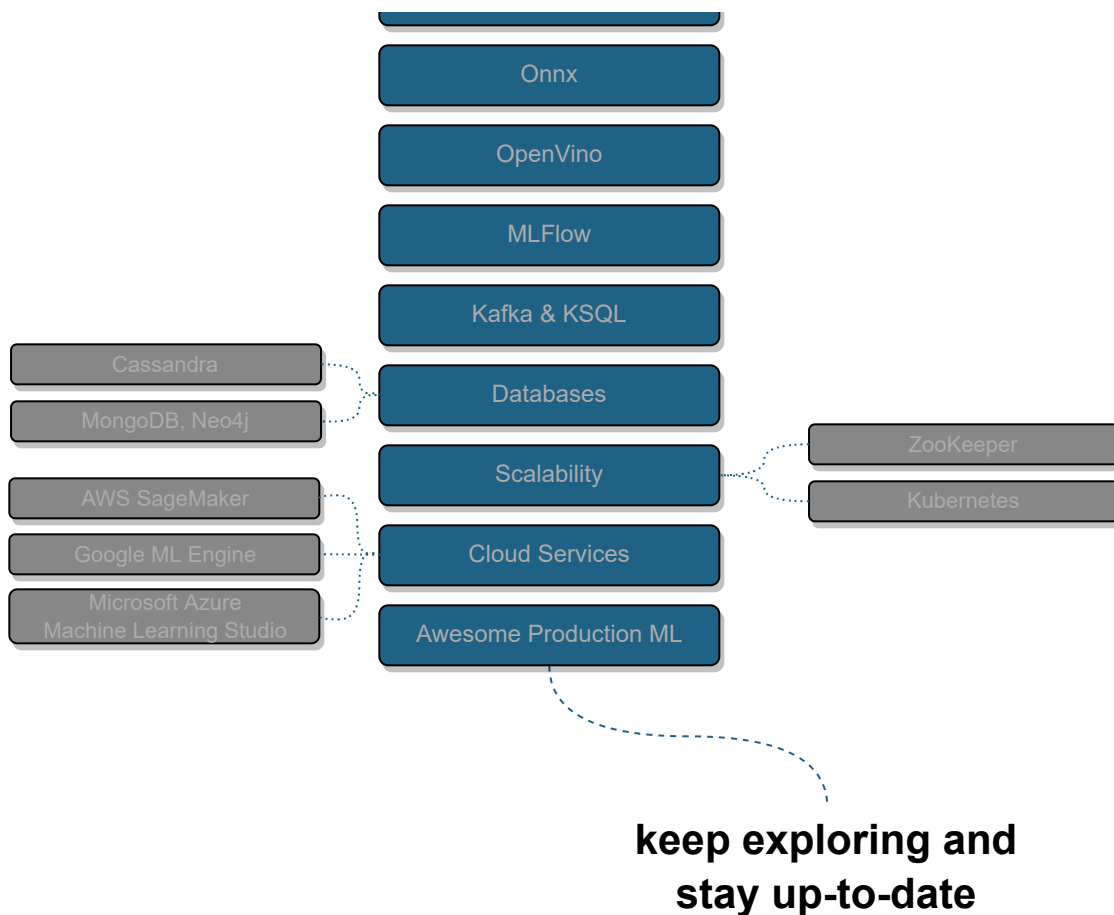 Onnx
OpenVino
MLFlow
Kafka & KSQL
Cassandra
MongoDB, Neo4j
Databases
Scalability
ZooKeeper
Kubernetes
AWS SageMaker
Google ML Engine
Microsoft Azure
Machine Learning Studio
Cloud Services
Awesome Production ML
keep exploring and
stay up-to-date